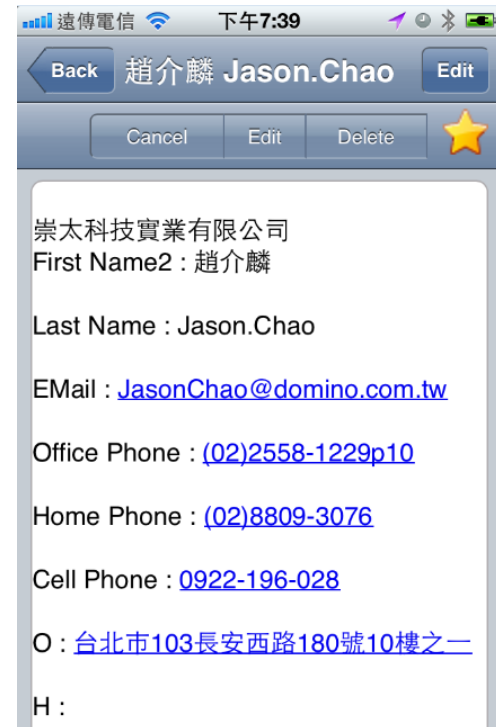 遠傳電信 下午7:39
Back 趙介麟 Jason.Chao Edit
Cancel Edit Delete
崇太科技實業有限公司
First Name2 : 趙介麟
Last Name : Jason.Chao
EMail : JasonChao@domino.com.tw
Office Phone : (02)2558-1229p10
Home Phone : (02)8809-3076
Cell Phone : 0922-196-028
O : 台北市103長安西路180號10樓之一
H :